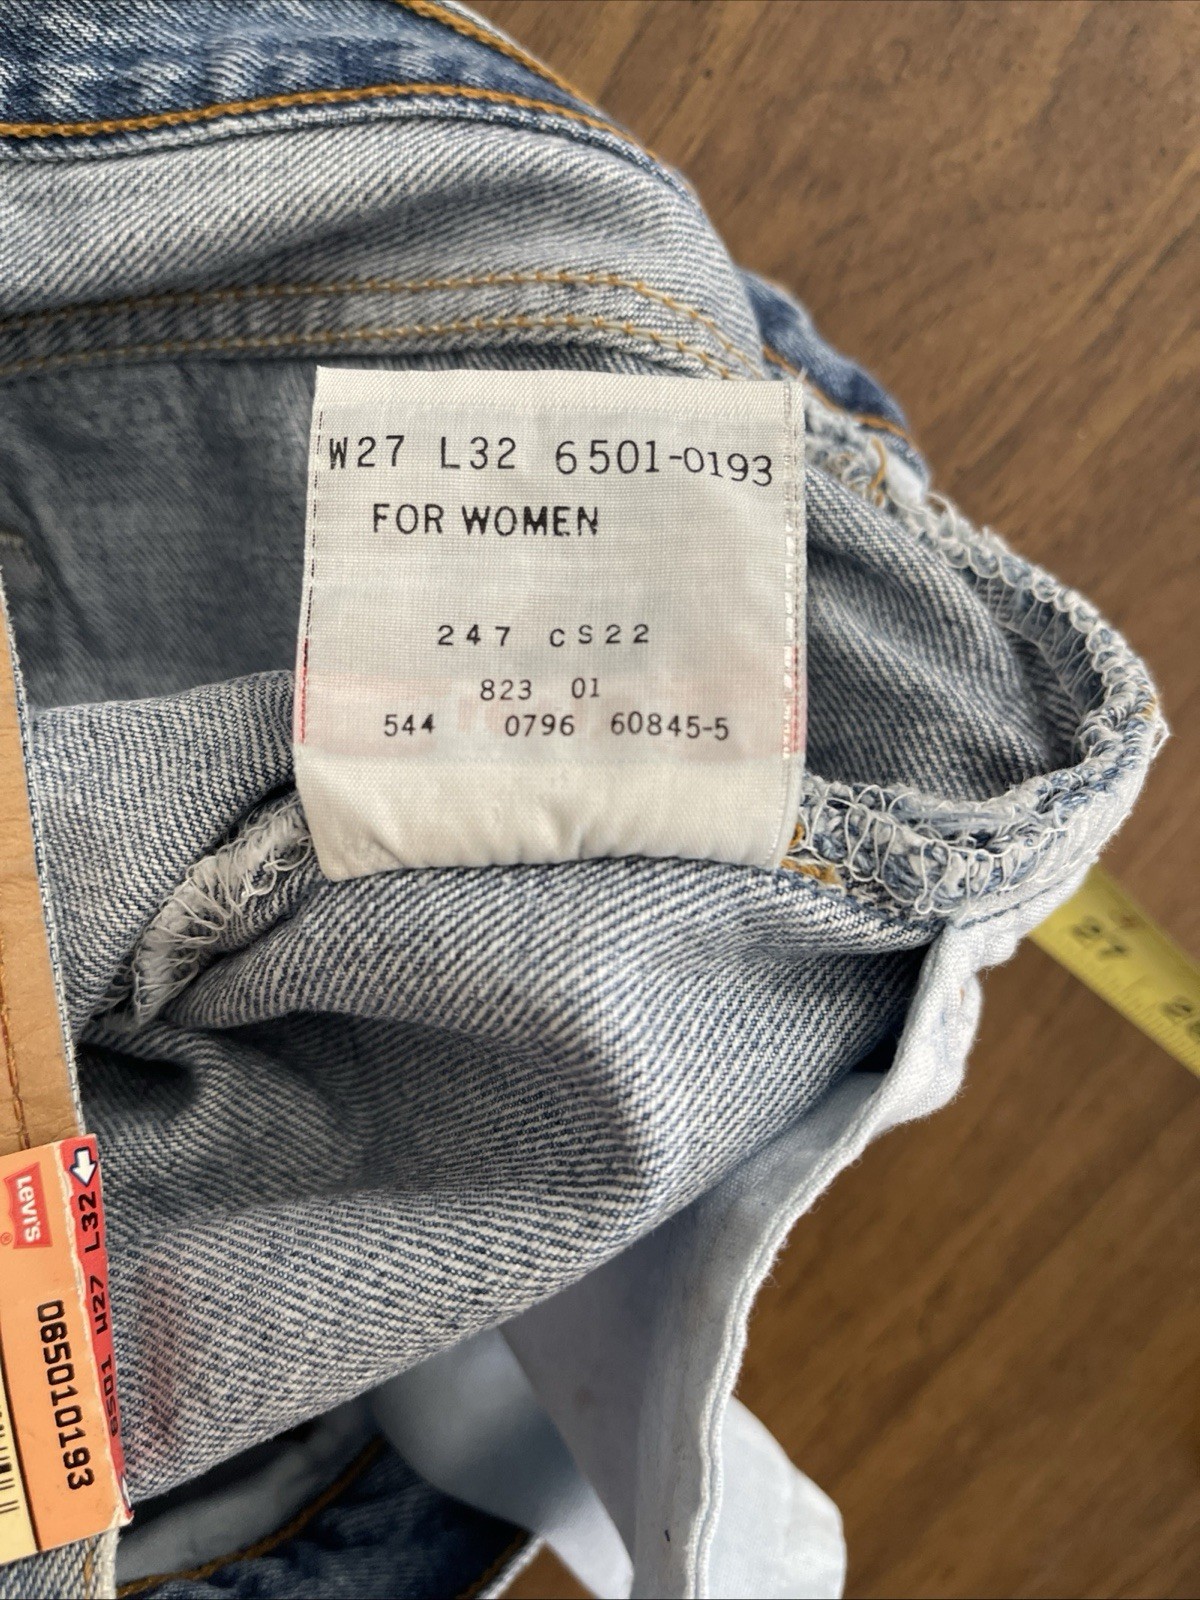 W27 L32 6501-0193
FOR WOMEN
247 CS22
823 01
544 0796 60845-5
LEVI'S ®
L32 W27 6501
065010193
27